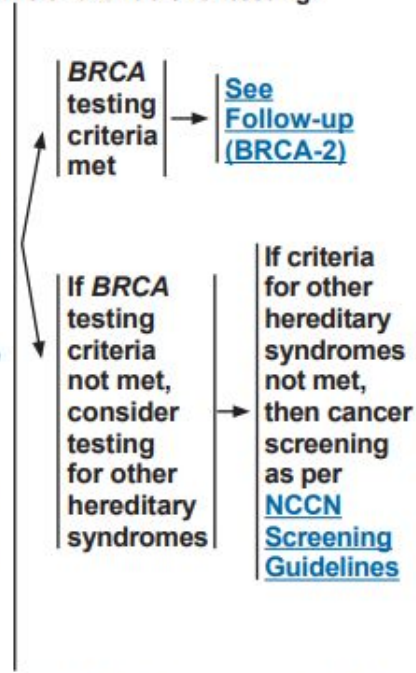 BRCA
testing
criteria
met
See
Follow-up
(BRCA-2)
If BRCA
testing
criteria
not met,
consider
testing
for other
hereditary
syndromes
If criteria
for other
hereditary
syndromes
not met,
then cancer
screening
as per
NCCN
Screening
Guidelines